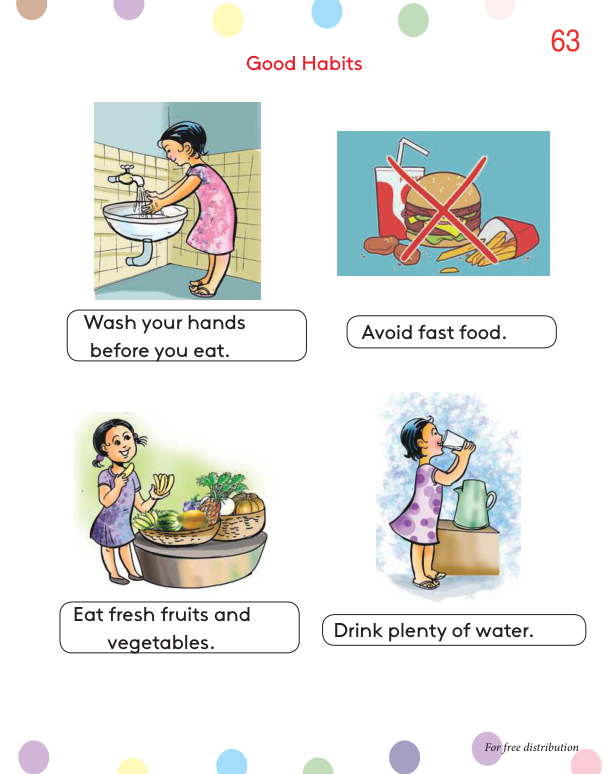 63
Good Habits
Wash your hands
before you eat.
Avoid fast food.
Eat fresh fruits and
vegetables.
Drink plenty of water.
For free distribution